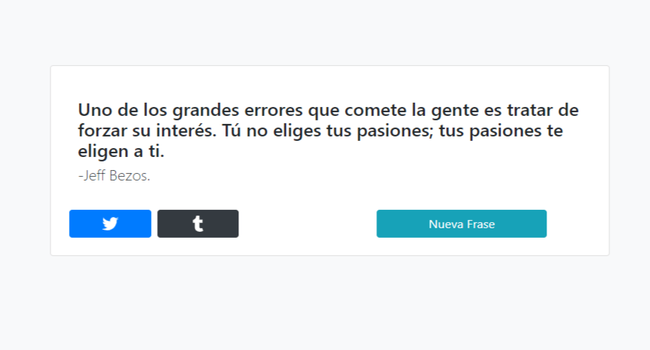 Uno de los grandes errores que comete la gente es tratar de
forzar su interés. Tú no eliges tus pasiones; tus pasiones te
eligen a ti.
-Jeff Bezos.
Nueva Frase